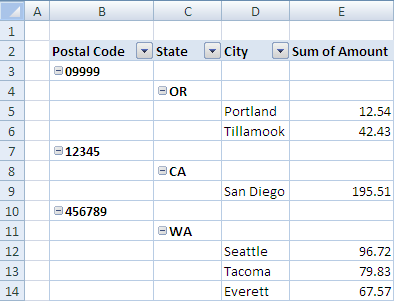 A B C D E
1
2 Postal Code State City Sum of Amount
3 09999
4 OR
5 Portland 12.54
6 Tillamook 42.43
7 12345
8 CA
9 San Diego 195.51
10 456789
11 WA
12 Seattle 96.72
13 Tacoma 79.83
14 Everett 67.57